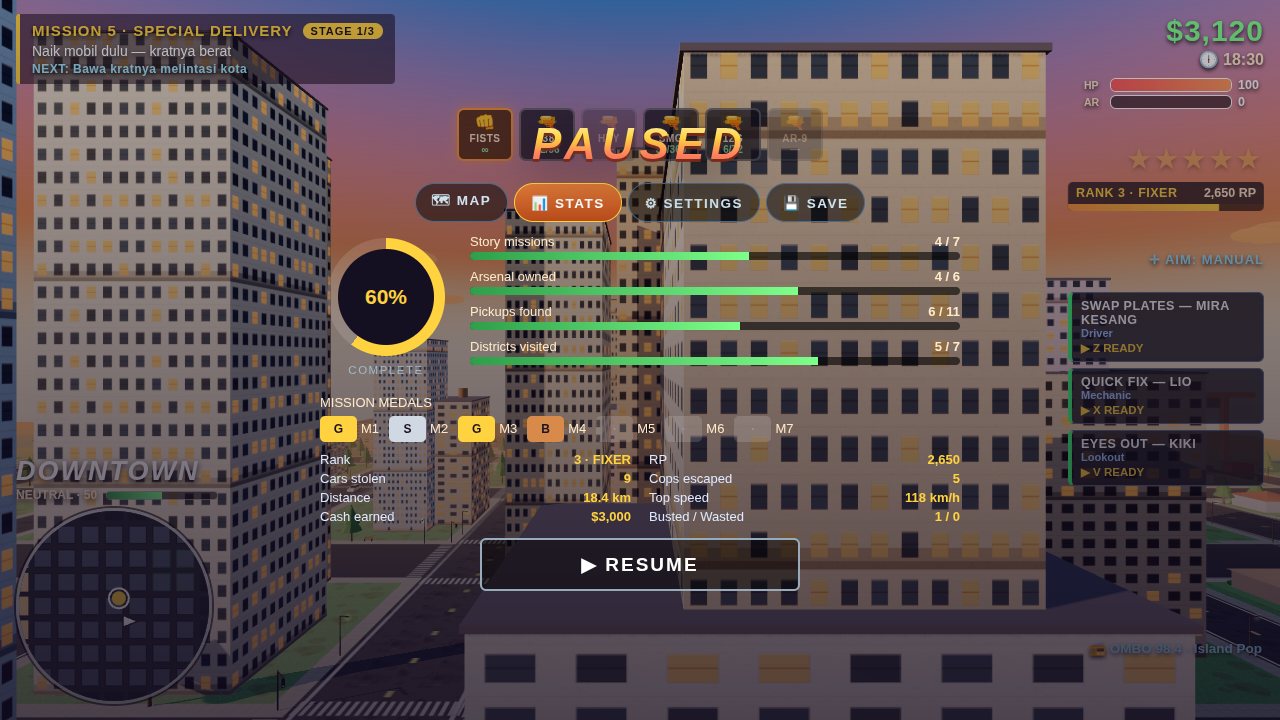 MISSION 5 · SPECIAL DELIVERY STAGE 1/3
Naik mobil dulu — kratnya berat
NEXT: Bawa kratnya melintasi kota
$3,120
18:30
HP 100
AR 0
FISTS
∞
AR-9
PAUSED
★★★★★
RANK 3 · FIXER 2,650 RP
MAP STATS SETTINGS SAVE
AIM: MANUAL
60%
COMPLETE
Story missions 4 / 7
Arsenal owned 4 / 6
Pickups found 6 / 11
Districts visited 5 / 7
SWAP PLATES — MIRA
KESANG
Driver
▶ Z READY
QUICK FIX — LIO
Mechanic
▶ X READY
EYES OUT — KIKI
Lookout
▶ V READY
MISSION MEDALS
G M1 S M2 G M3 B M4 · M5 · M6 · M7
Rank 3 · FIXER RP 2,650
Cars stolen 9 Cops escaped 5
Distance 18.4 km Top speed 118 km/h
Cash earned $3,000 Busted / Wasted 1 / 0
DOWNTOWN
NEUTRAL · 50
▶ RESUME
OMBO 98.4 · Island Pop